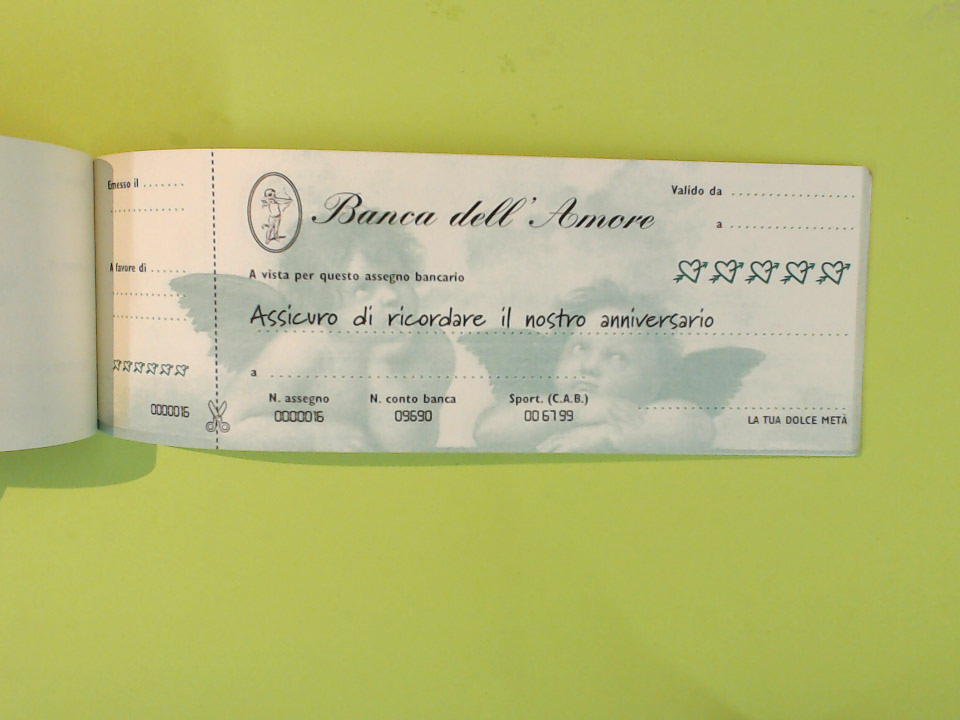 Emesso il .......
A favore di ......
0000016
Banca dell'Amore
Valido da
a
A vista per questo assegno bancario
Assicuro di ricordare il nostro anniversario
a
N. assegno N. conto banca Sport. (C.A.B.)
0000016 09690 006799
LA TUA DOLCE METÀ